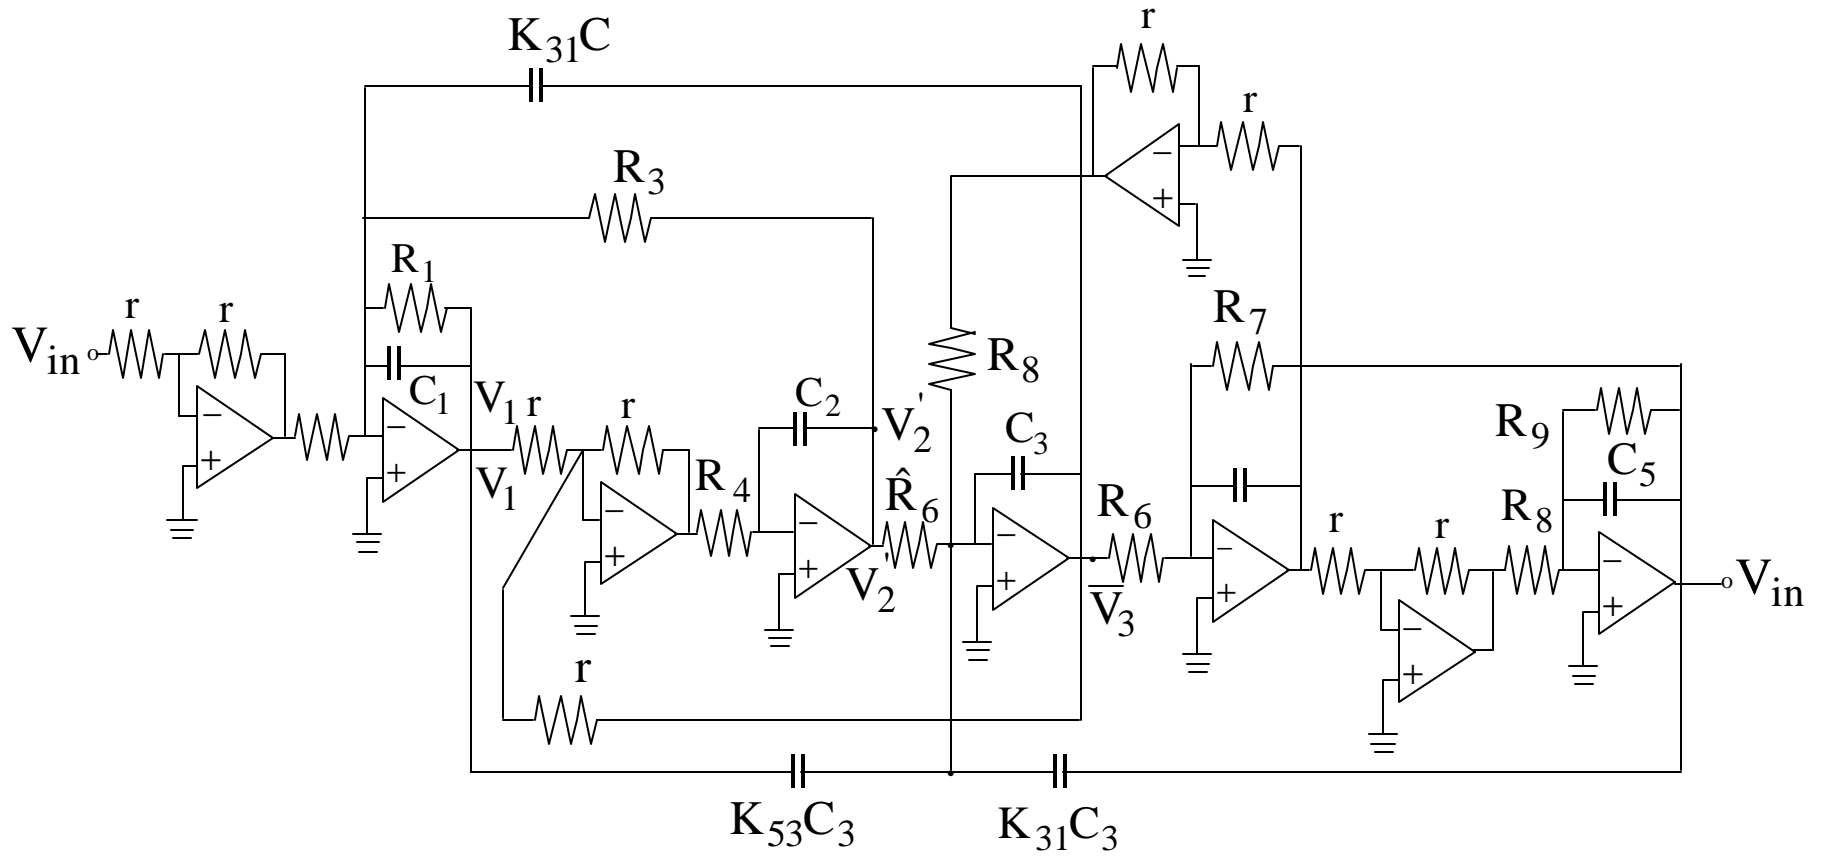 K31C
r
r
R3
R1
r
r
Vin
C1
V1
V1
r
r
R4
C2
V2'
V2'
R̂6
R8
C3
R6
V̅3
R7
r
r
R8
R9
C5
Vin
r
K53C3
K31C3
− +
− +
− +
− +
− +
− +
− +
− +
− +